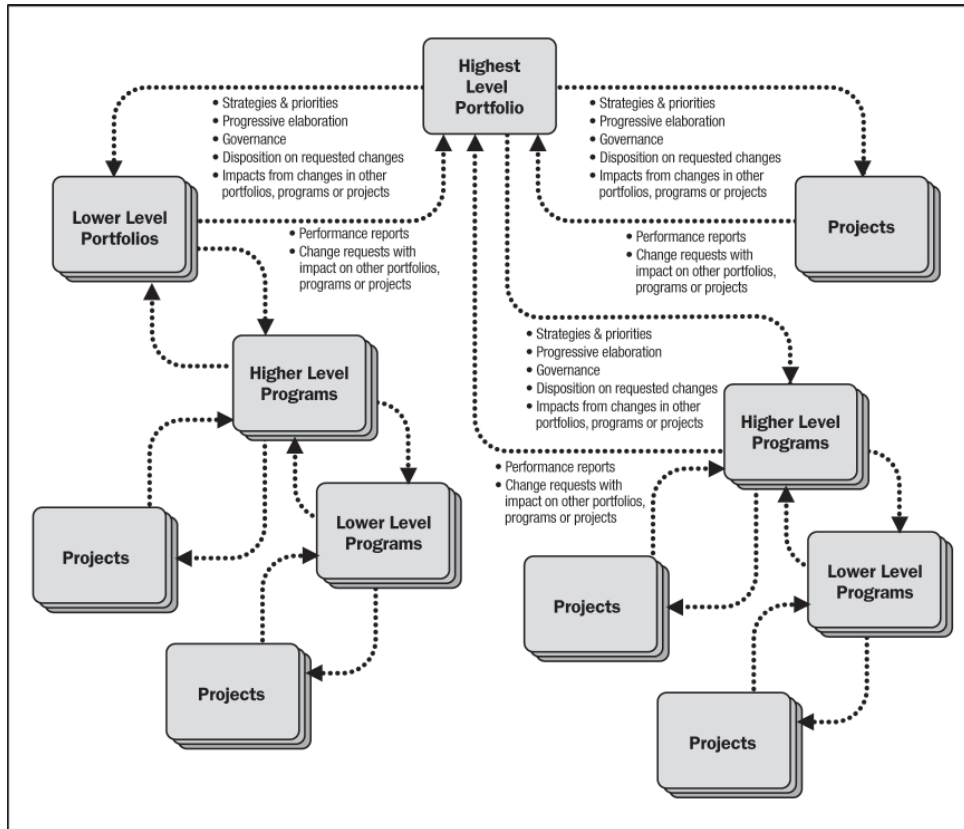 Highest
Level
Portfolio
• Strategies & priorities
• Progressive elaboration
• Governance
• Disposition on requested changes
• Impacts from changes in other
portfolios, programs or projects
• Strategies & priorities
• Progressive elaboration
• Governance
• Disposition on requested changes
• Impacts from changes in other
portfolios, programs or projects
Lower Level
Portfolios
Projects
• Performance reports
• Change requests with
impact on other portfolios,
programs or projects
• Performance reports
• Change requests with
impact on other portfolios,
programs or projects
• Strategies & priorities
• Progressive elaboration
• Governance
• Disposition on requested changes
• Impacts from changes in other
portfolios, programs or projects
Higher Level
Programs
Higher Level
Programs
• Performance reports
• Change requests with
impact on other portfolios,
programs or projects
Lower Level
Programs
Projects
Lower Level
Programs
Projects
Projects
Projects